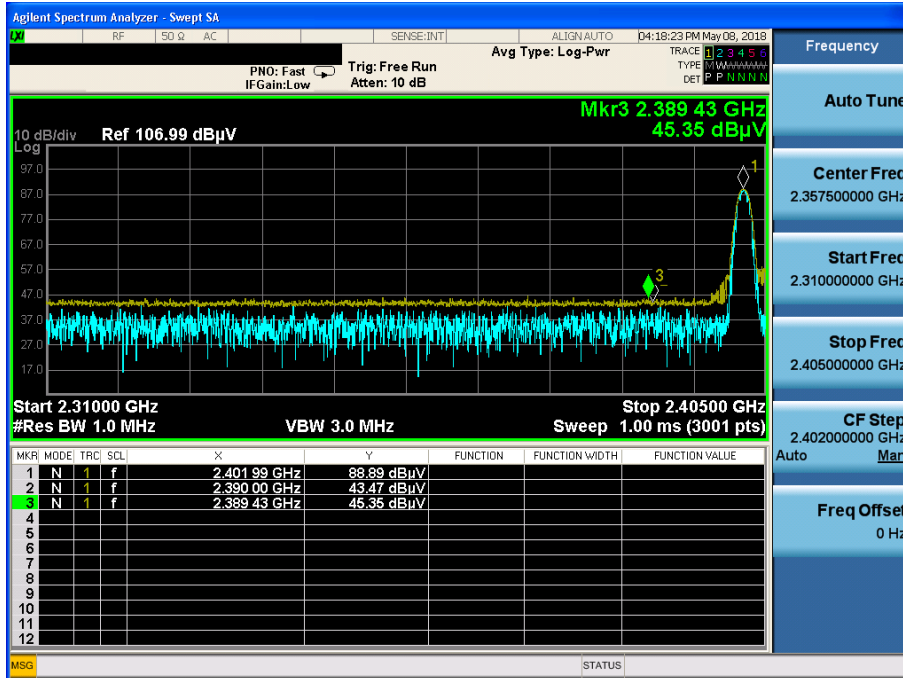 Agilent Spectrum Analyzer - Swept SA
LXI RF 50 Ω AC SENSE:INT ALIGN AUTO 04:18:23 PM May 08, 2018
PNO: Fast
IFGain:Low
Trig: Free Run
Atten: 10 dB
Avg Type: Log-Pwr
TRACE 1 2 3 4 5 6
TYPE M WWWWW
DET P P N N N N
Mkr3 2.389 43 GHz
45.35 dBµV
10 dB/div Ref 106.99 dBµV
Log
97.0
87.0
77.0
67.0
57.0
47.0
37.0
27.0
17.0
1
3
Start 2.31000 GHz Stop 2.40500 GHz
#Res BW 1.0 MHz VBW 3.0 MHz Sweep 1.00 ms (3001 pts)
MKR MODE TRC SCL X Y FUNCTION FUNCTION WIDTH FUNCTION VALUE
1 N 1 f 2.401 99 GHz 88.89 dBµV
2 N 1 f 2.390 00 GHz 43.47 dBµV
3 N 1 f 2.389 43 GHz 45.35 dBµV
4
5
6
7
8
9
10
11
12
MSG STATUS
Frequency
Auto Tune
Center Freq
2.357500000 GHz
Start Freq
2.310000000 GHz
Stop Freq
2.405000000 GHz
CF Step
2.402000000 GHz
Auto Man
Freq Offset
0 Hz